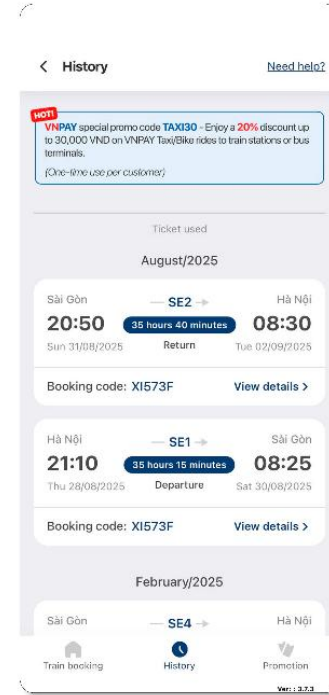 History Need help?
HOT!
VNPAY special promo code TAXI30 - Enjoy a 20% discount up
to 30,000 VND on VNPAY Taxi/Bike rides to train stations or bus
terminals.
(One-time use per customer)
Ticket used
August/2025
Sài Gòn SE2 Hà Nội
20:50 35 hours 40 minutes 08:30
Sun 31/08/2025 Return Tue 02/09/2025
Booking code: XI573F View details >
Hà Nội SE1 Sài Gòn
21:10 35 hours 15 minutes 08:25
Thu 28/08/2025 Departure Sat 30/08/2025
Booking code: XI573F View details >
February/2025
Sài Gòn SE4 Hà Nội
Train booking History Promotion
Ver: : 3.7.3